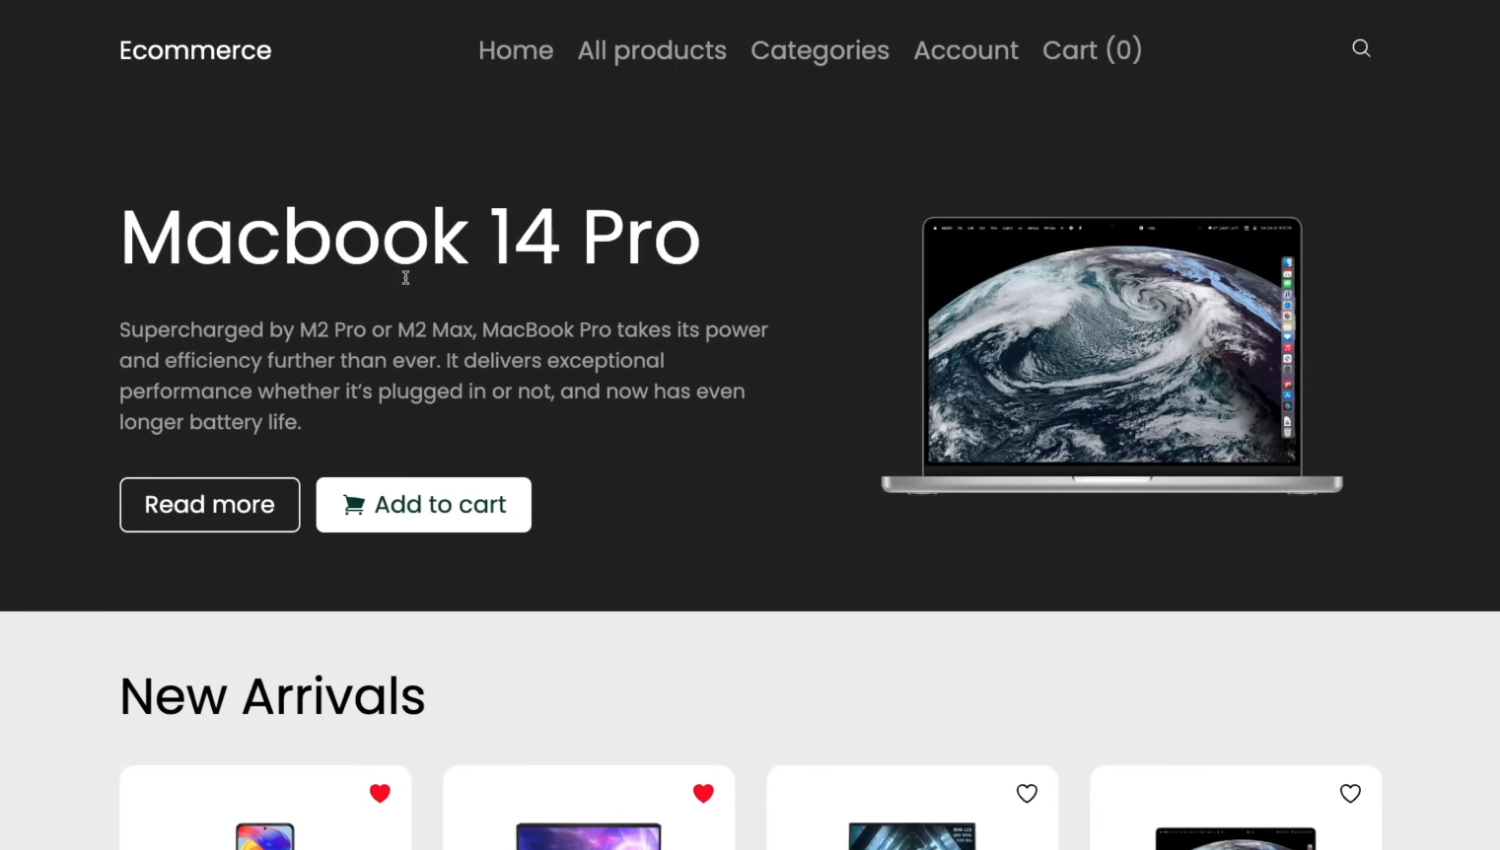 Ecommerce
Home All products Categories Account Cart (0)
Macbook 14 Pro
Supercharged by M2 Pro or M2 Max, MacBook Pro takes its power
and efficiency further than ever. It delivers exceptional
performance whether it’s plugged in or not, and now has even
longer battery life.
Read more
Add to cart
New Arrivals